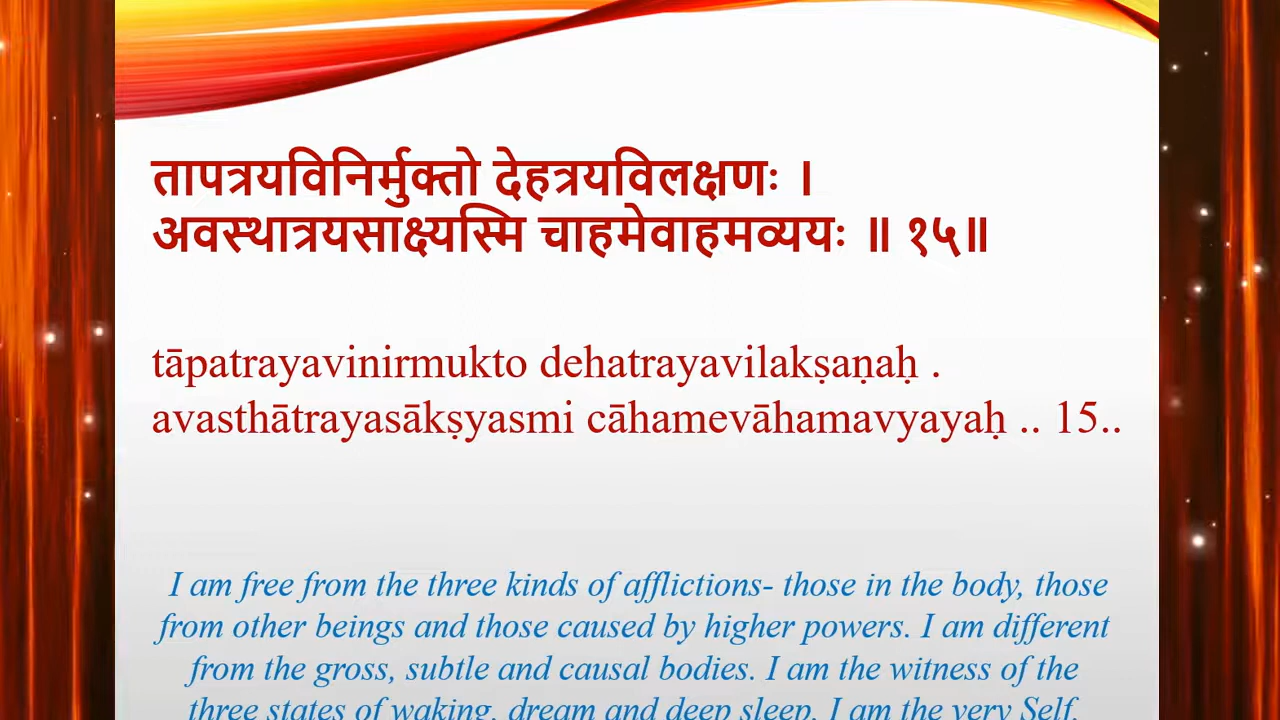 तापत्रयविनिर्मुक्तो देहत्रयविलक्षणः ।
अवस्थात्रयसाक्ष्यस्मि चाहमेवाहमव्ययः ॥ १५॥
tāpatrayavinirmukto dehatrayavilakṣaṇaḥ .
avasthātrayasākṣyasmi cāhamevāhamavyayaḥ .. 15..
I am free from the three kinds of afflictions- those in the body, those
from other beings and those caused by higher powers. I am different
from the gross, subtle and causal bodies. I am the witness of the
three states of waking, dream and deep sleep. I am the very Self,